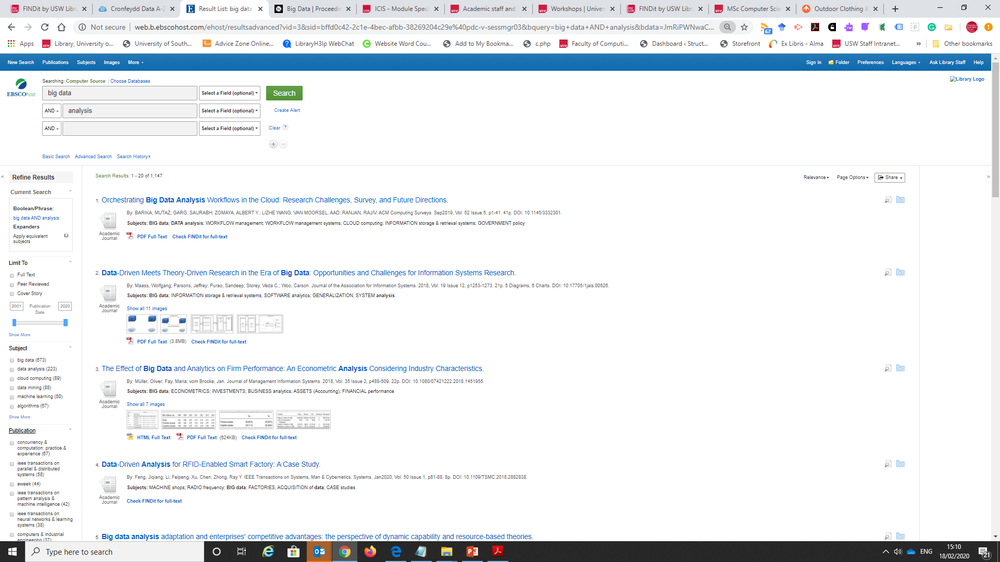 FINDit by USW Libra
Cronfeydd Data A-Z
Result List: big data
Big Data | Proceedin
ICIS - Module Speci
Academic staff and
Workshops | Univers
FINDit by USW Libra
MSc Computer Scie
Outdoor Clothing &
Not secure | web.b.ebscohost.com/ehost/resultsadvanced?vid=3&sid=bffd0c42-2c1e-4bec-afbb-38269204c29e%40pdc-v-sessmgr03&bquery=big+data+AND+analysis&bdata=JmRiPWNwaC...
67
Apps
Library, University o...
University of South...
Advice Zone Online...
LibraryH3lp WebChat
Website Word Cou...
Add to My Bookma...
c.php
Faculty of Computi...
Dashboard ‹ Struct...
Storefront
Ex Libris - Alma
USW Staff Intranet...
»
Other bookmarks
New Search Publications Subjects Images More
Sign In Folder Preferences Languages Ask Library Staff Help
EBSCOhost
Searching: Computer Source | Choose Databases
Library Logo
big data Select a Field (optional) Search
AND analysis Select a Field (optional) Create Alert
AND Select a Field (optional) Clear ?
Basic Search Advanced Search Search History
Refine Results
Current Search
Boolean/Phrase:
big data AND analysis
Expanders
Apply equivalent
subjects
Limit To
Full Text
Peer Reviewed
Cover Story
2001 Publication 2020
Date
Show More
Subject
big data (673)
data analysis (223)
cloud computing (89)
data mining (88)
machine learning (80)
algorithms (67)
Show More
Publication
concurrency &
computation: practice &
experience (67)
ieee transactions on
parallel & distributed
systems (58)
eweek (44)
ieee transactions on
pattern analysis &
machine intelligence (42)
ieee transactions on
neural networks & learning
systems (38)
computers & industrial
engineering (37)
Search Results: 1 - 20 of 1,147
Relevance Page Options Share
1. Orchestrating Big Data Analysis Workflows in the Cloud: Research Challenges, Survey, and Future Directions.
By: BARIKA, MUTAZ; GARG, SAURABH; ZOMAYA, ALBERT Y.; LIZHE WANG; VAN MOORSEL, AAD; RANJAN, RAJIV. ACM Computing Surveys. Sep2019, Vol. 52 Issue 5, p1-41. 41p. DOI: 10.1145/3332301.
Subjects: BIG data; DATA analysis; WORKFLOW management; WORKFLOW management systems; CLOUD computing; INFORMATION storage & retrieval systems; GOVERNMENT policy
Academic
Journal
PDF Full Text Check FINDit for full-text
2. Data-Driven Meets Theory-Driven Research in the Era of Big Data: Opportunities and Challenges for Information Systems Research.
By: Maass, Wolfgang; Parsons, Jeffrey; Purao, Sandeep; Storey, Veda C.; Woo, Carson. Journal of the Association for Information Systems. 2018, Vol. 19 Issue 12, p1253-1273. 21p. 5 Diagrams, 6 Charts. DOI: 10.17705/1jais.00526.
Subjects: BIG data; INFORMATION storage & retrieval systems; SOFTWARE analytics; GENERALIZATION; SYSTEM analysis
Academic
Journal
Show all 11 images
PDF Full Text (3.8MB) Check FINDit for full-text
3. The Effect of Big Data and Analytics on Firm Performance: An Econometric Analysis Considering Industry Characteristics.
By: Müller, Oliver; Fay, Maria; vom Brocke, Jan. Journal of Management Information Systems. 2018, Vol. 35 Issue 2, p488-509. 22p. DOI: 10.1080/07421222.2018.1451955.
Subjects: BIG data; ECONOMETRICS; INVESTMENTS; BUSINESS analytics; ASSETS (Accounting); FINANCIAL performance
Academic
Journal
Show all 7 images
HTML Full Text PDF Full Text (624KB) Check FINDit for full-text
4. Data-Driven Analysis for RFID-Enabled Smart Factory: A Case Study.
By: Feng, Jiqiang; Li, Feipeng; Xu, Chen; Zhong, Ray Y. IEEE Transactions on Systems, Man & Cybernetics. Systems. Jan2020, Vol. 50 Issue 1, p81-88. 8p. DOI: 10.1109/TSMC.2018.2882838.
Subjects: MACHINE shops; RADIO frequency; BIG data; FACTORIES; ACQUISITION of data; CASE studies
Academic
Journal
Check FINDit for full-text
5. Big data analysis adaptation and enterprises' competitive advantages: the perspective of dynamic capability and resource-based theories.
Type here to search
ENG
15:10
18/02/2020
21